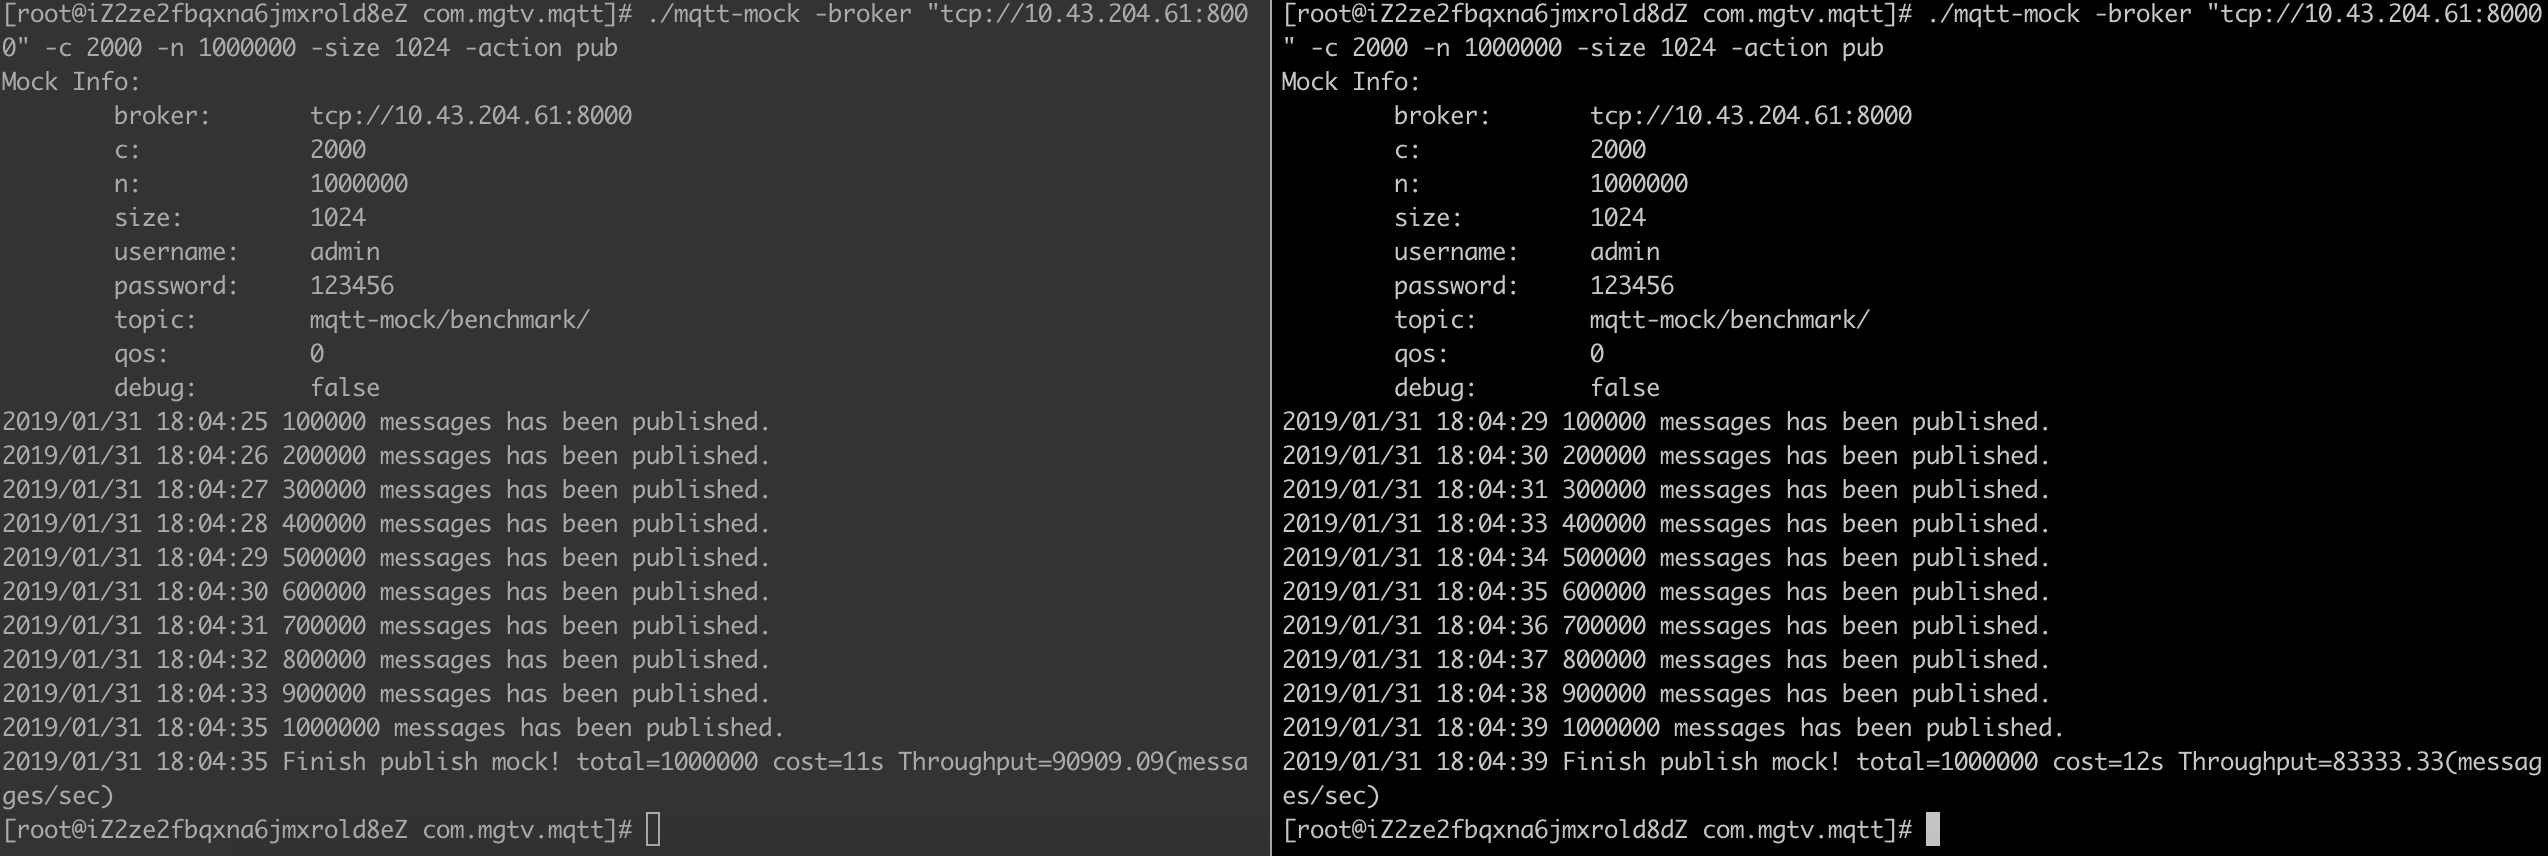 [root@iZ2ze2fbqxna6jmxrold8eZ com.mgtv.mqtt]# ./mqtt-mock -broker "tcp://10.43.204.61:800
0" -c 2000 -n 1000000 -size 1024 -action pub
Mock Info:
broker: tcp://10.43.204.61:8000
c: 2000
n: 1000000
size: 1024
username: admin
password: 123456
topic: mqtt-mock/benchmark/
qos: 0
debug: false
2019/01/31 18:04:25 100000 messages has been published.
2019/01/31 18:04:26 200000 messages has been published.
2019/01/31 18:04:27 300000 messages has been published.
2019/01/31 18:04:28 400000 messages has been published.
2019/01/31 18:04:29 500000 messages has been published.
2019/01/31 18:04:30 600000 messages has been published.
2019/01/31 18:04:31 700000 messages has been published.
2019/01/31 18:04:32 800000 messages has been published.
2019/01/31 18:04:33 900000 messages has been published.
2019/01/31 18:04:35 1000000 messages has been published.
2019/01/31 18:04:35 Finish publish mock! total=1000000 cost=11s Throughput=90909.09(messa
ges/sec)
[root@iZ2ze2fbqxna6jmxrold8eZ com.mgtv.mqtt]#
[root@iZ2ze2fbqxna6jmxrold8dZ com.mgtv.mqtt]# ./mqtt-mock -broker "tcp://10.43.204.61:8000
" -c 2000 -n 1000000 -size 1024 -action pub
Mock Info:
broker: tcp://10.43.204.61:8000
c: 2000
n: 1000000
size: 1024
username: admin
password: 123456
topic: mqtt-mock/benchmark/
qos: 0
debug: false
2019/01/31 18:04:29 100000 messages has been published.
2019/01/31 18:04:30 200000 messages has been published.
2019/01/31 18:04:31 300000 messages has been published.
2019/01/31 18:04:33 400000 messages has been published.
2019/01/31 18:04:34 500000 messages has been published.
2019/01/31 18:04:35 600000 messages has been published.
2019/01/31 18:04:36 700000 messages has been published.
2019/01/31 18:04:37 800000 messages has been published.
2019/01/31 18:04:38 900000 messages has been published.
2019/01/31 18:04:39 1000000 messages has been published.
2019/01/31 18:04:39 Finish publish mock! total=1000000 cost=12s Throughput=83333.33(messag
es/sec)
[root@iZ2ze2fbqxna6jmxrold8dZ com.mgtv.mqtt]#